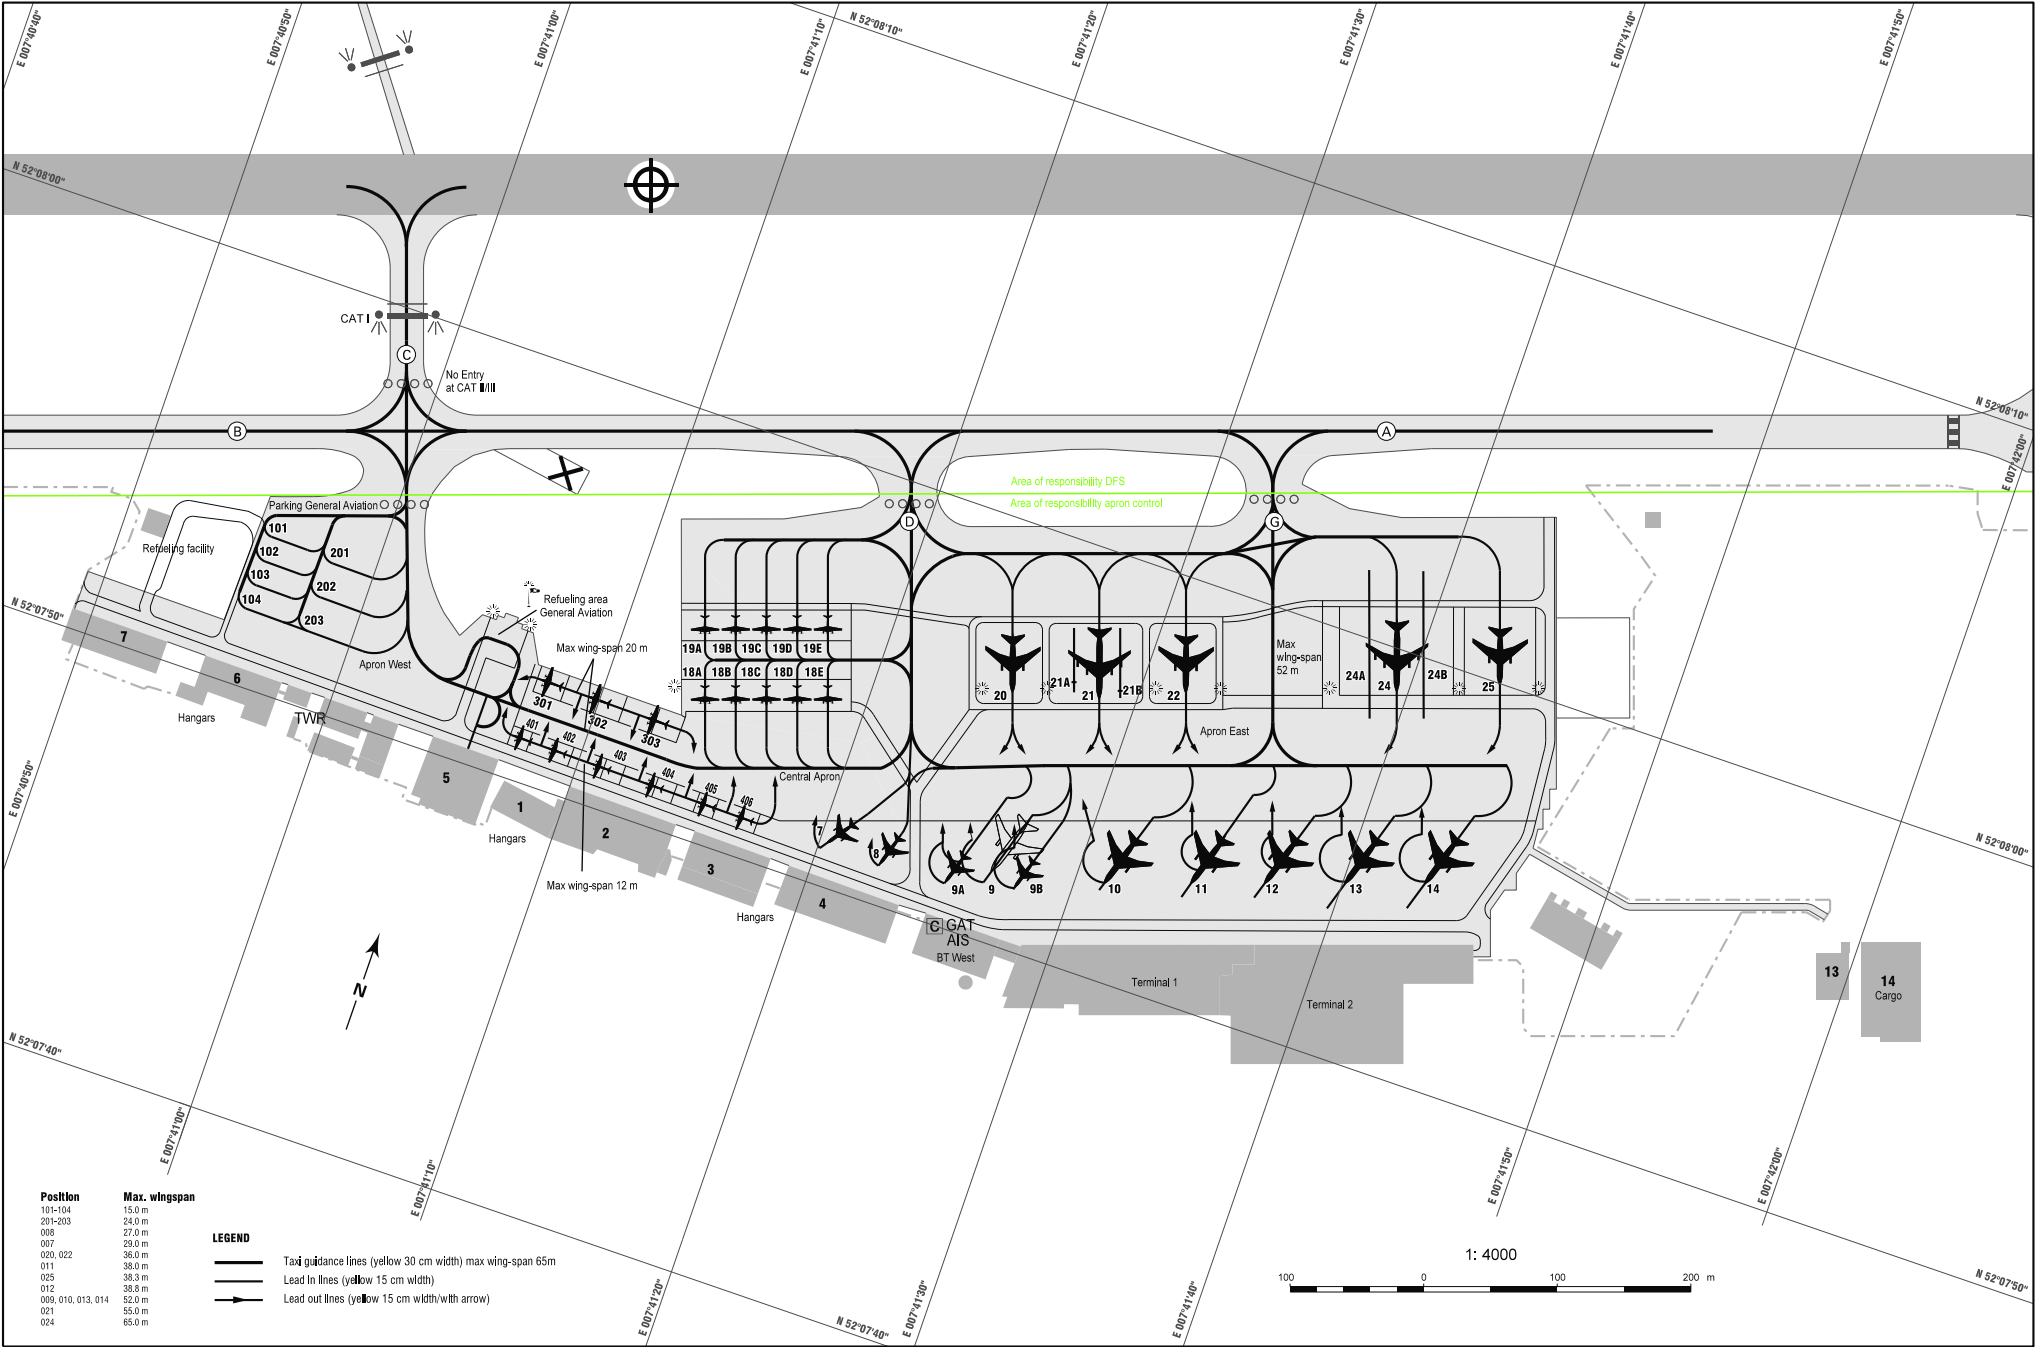 E 007°40'40"
E 007°40'50"
E 007°41'00"
E 007°41'10"
N 52°08'10"
E 007°41'20"
E 007°41'30"
E 007°41'40"
E 007°41'50"
N 52°08'00"
CAT I
C
No Entry
at CAT II/III
B
A
N 52°08'10"
E 007°42'00"
Area of responsibility DFS
Area of responsibility apron control
Parking General Aviation
D
G
101
102
103
104
201
202
203
Refueling facility
Refueling area
General Aviation
N 52°07'50"
7
6
Hangars
TWR
Apron West
Max wing-span 20 m
301
302
303
401
402
403
404
405
406
19A
19B
19C
19D
19E
18A
18B
18C
18D
18E
20
21A
21
21B
22
Max
wing-span
52 m
24A
24
24B
25
Apron East
Central Apron
5
1
Hangars
2
Max wing-span 12 m
3
Hangars
4
7
8
9A
9
9B
10
11
12
13
14
E 007°40'50"
N 52°08'00"
C GAT
AIS
BT West
Terminal 1
Terminal 2
13
14
Cargo
N
N 52°07'40"
E 007°41'00"
E 007°41'10"
E 007°41'20"
E 007°41'30"
E 007°41'40"
E 007°41'50"
E 007°42'00"
N 52°07'40"
N 52°07'50"
Position Max. wingspan
101-104 15.0 m
201-203 24.0 m
008 27.0 m
007 29.0 m
020, 022 36.0 m
011 38.0 m
025 38.3 m
012 38.8 m
009, 010, 013, 014 52.0 m
021 55.0 m
024 65.0 m
LEGEND
Taxi guidance lines (yellow 30 cm width) max wing-span 65m
Lead in lines (yellow 15 cm width)
Lead out lines (yellow 15 cm width/with arrow)
1: 4000
100 0 100 200 m